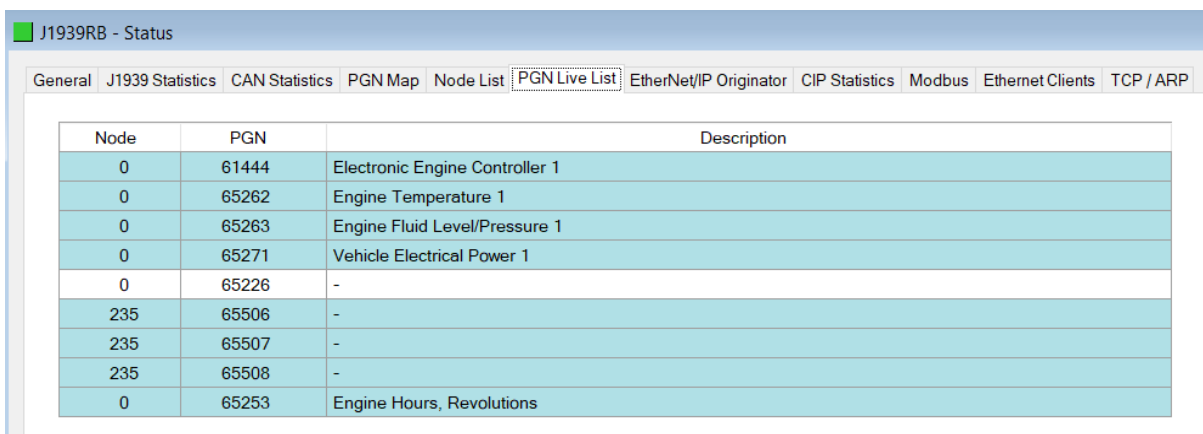 J1939RB - Status
General J1939 Statistics CAN Statistics PGN Map Node List PGN Live List EtherNet/IP Originator CIP Statistics Modbus Ethernet Clients TCP / ARP
Node PGN Description
0 61444 Electronic Engine Controller 1
0 65262 Engine Temperature 1
0 65263 Engine Fluid Level/Pressure 1
0 65271 Vehicle Electrical Power 1
0 65226 -
235 65506 -
235 65507 -
235 65508 -
0 65253 Engine Hours, Revolutions